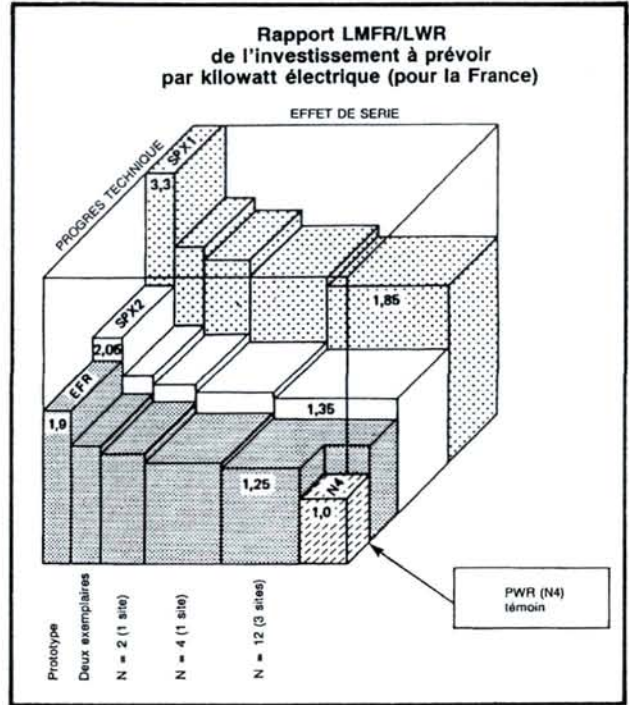 Rapport LMFR/LWR
de l'investissement à prévoir
par kilowatt électrique (pour la France)
EFFET DE SERIE
PROGRES TECHNIQUE
SPX1
3,3
1,85
SPX2
2,05
1,35
EFR
1,9
1,25
N4
1,0
PWR (N4)
témoin
Prototype
Deux exemplaires
N = 2 (1 site)
N = 4 (1 site)
N = 12 (3 sites)